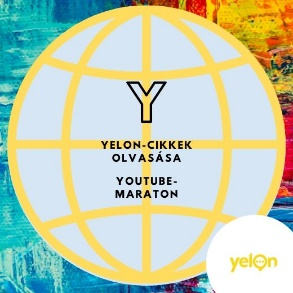 Y
YELON-CIKKEK
OLVASÁSA
YOUTUBE-
MARATON
yelon